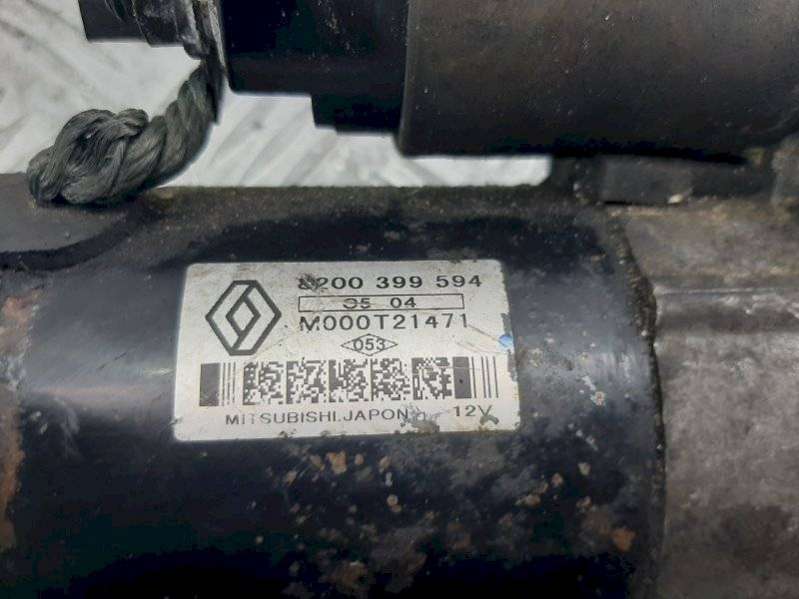 8200 399 594
05 04
M000T21471
053
MITSUBISHI.JAPON 12V